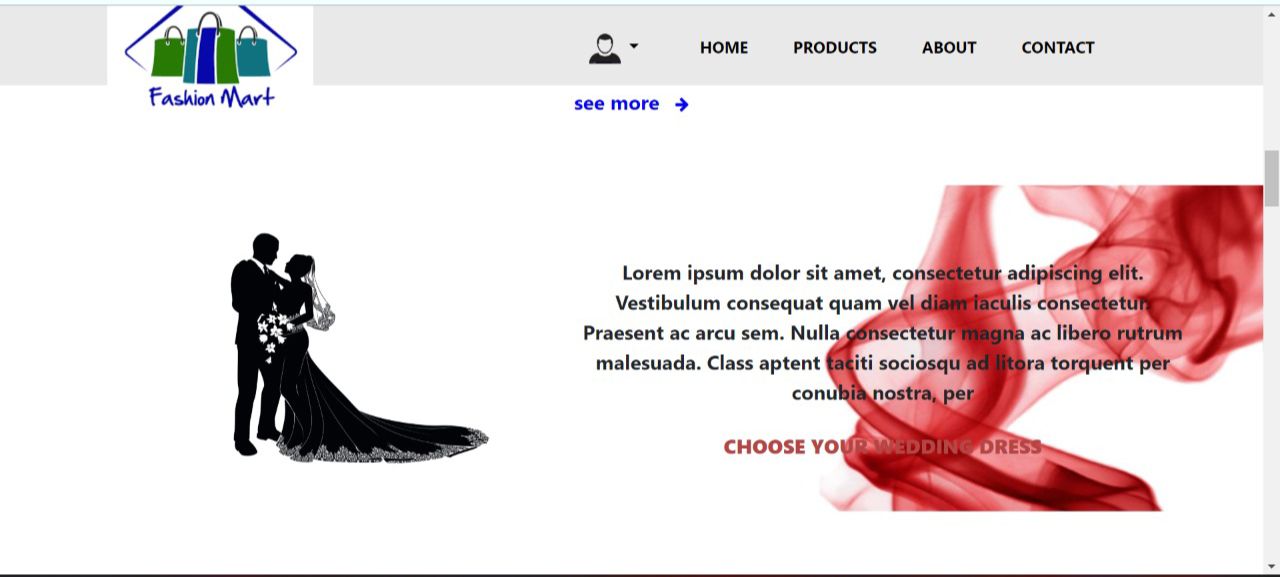 HOME PRODUCTS ABOUT CONTACT
Fashion Mart
see more
Lorem ipsum dolor sit amet, consectetur adipiscing elit.
Vestibulum consequat quam vel diam iaculis consectetur.
Praesent ac arcu sem. Nulla consectetur magna ac libero rutrum
malesuada. Class aptent taciti sociosqu ad litora torquent per
conubia nostra, per
CHOOSE YOUR WEDDING DRESS